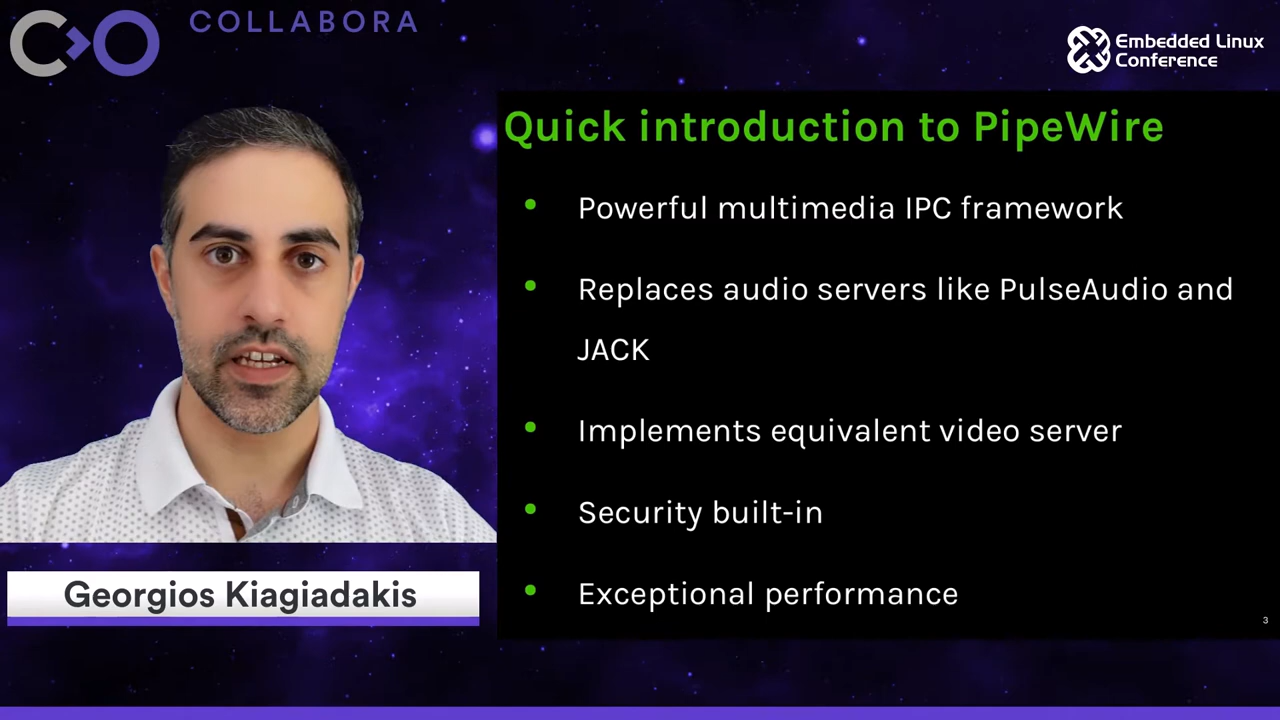 COLLABORA
Embedded Linux
Conference
Quick introduction to PipeWire
• Powerful multimedia IPC framework
• Replaces audio servers like PulseAudio and
JACK
• Implements equivalent video server
• Security built-in
• Exceptional performance
3
Georgios Kiagiadakis